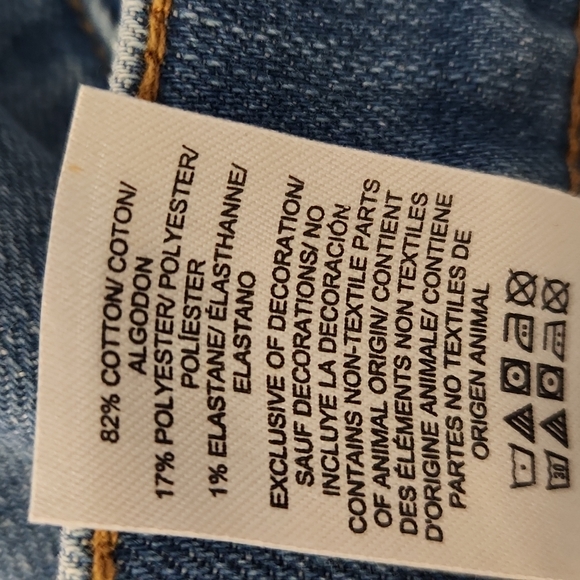 82% COTTON/ COTON/
ALGODON
17% POLYESTER/ POLYESTER/
POLÍESTER
1% ELASTANE/ ÉLASTHANNE/
ELASTANO
EXCLUSIVE OF DECORATION/
SAUF DECORATIONS/ NO
INCLUYE LA DECORACIÓN
CONTAINS NON-TEXTILE PARTS
OF ANIMAL ORIGIN/ CONTIENT
DES ÉLÉMENTS NON TEXTILES
D'ORIGINE ANIMALE/ CONTIENE
PARTES NO TEXTILES DE
ORIGEN ANIMAL
30